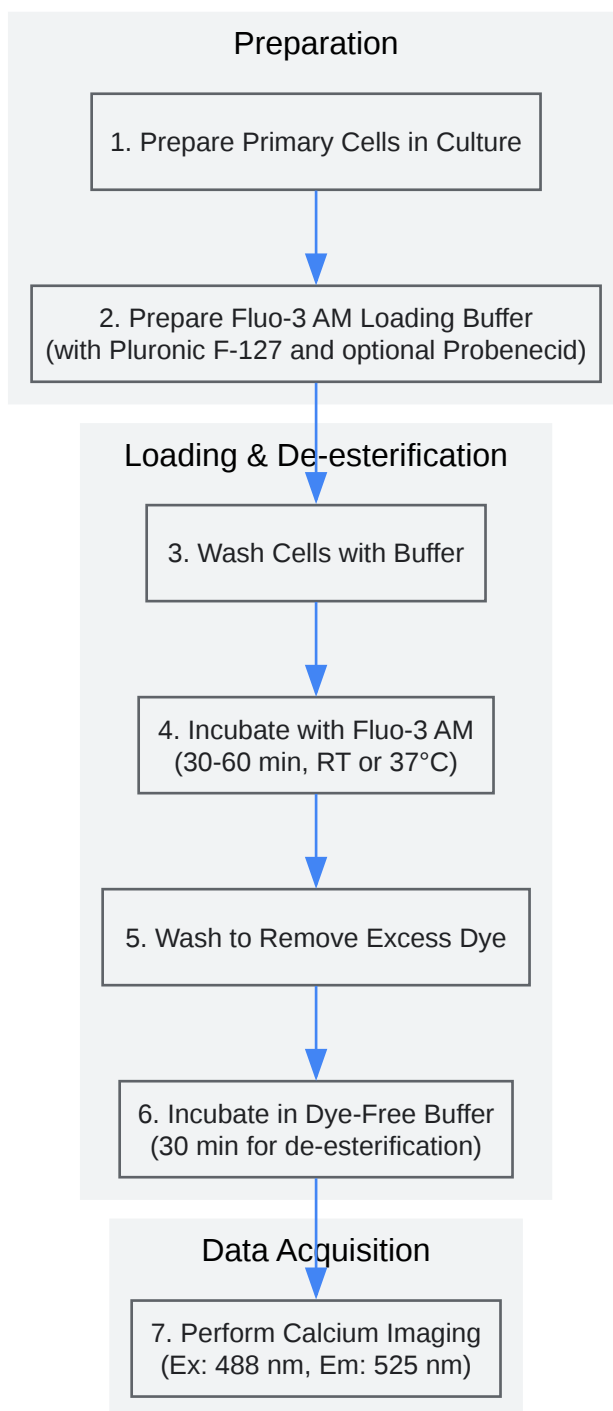 Preparation
1. Prepare Primary Cells in Culture
2. Prepare Fluo-3 AM Loading Buffer
(with Pluronic F-127 and optional Probenecid)
Loading & De-esterification
3. Wash Cells with Buffer
4. Incubate with Fluo-3 AM
(30-60 min, RT or 37°C)
5. Wash to Remove Excess Dye
6. Incubate in Dye-Free Buffer
(30 min for de-esterification)
Data Acquisition
7. Perform Calcium Imaging
(Ex: 488 nm, Em: 525 nm)